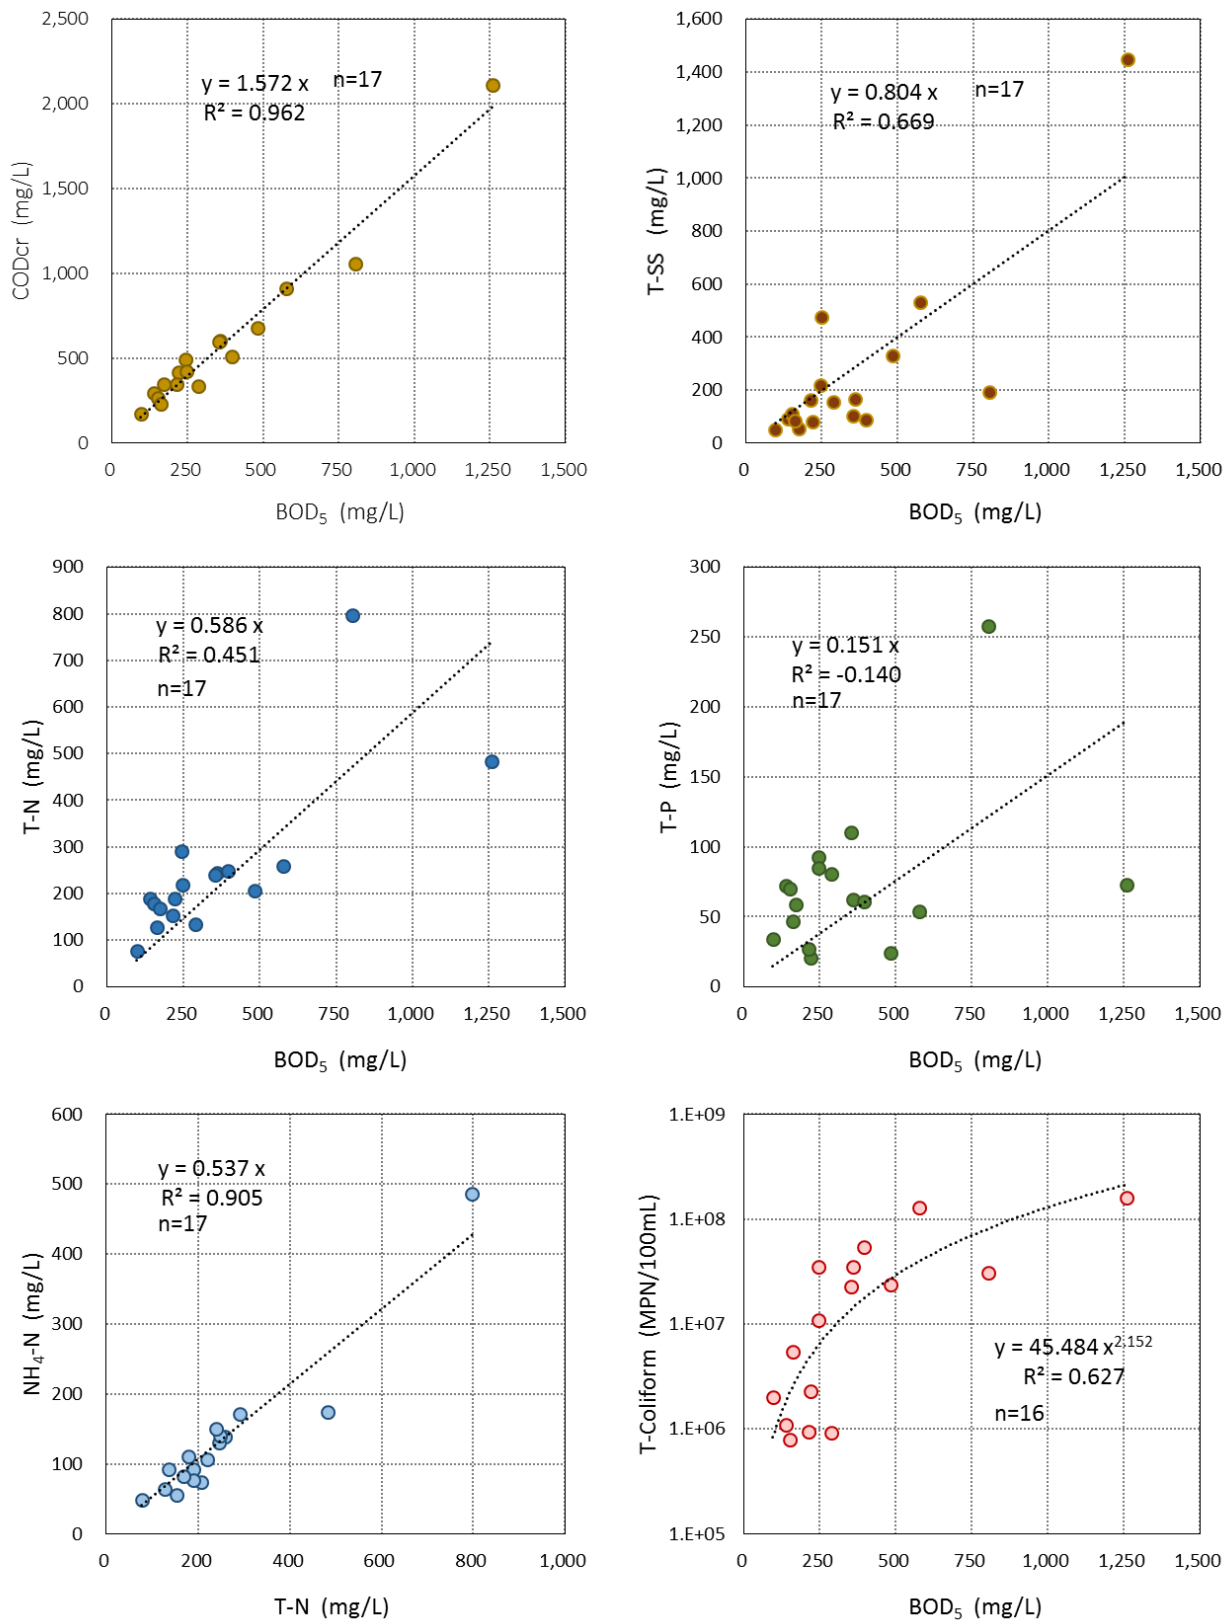 2,500
2,000
1,500
1,000
500
0
CODcr (mg/L)
y = 1.572 x n=17
R² = 0.962
0 250 500 750 1,000 1,250 1,500
BOD₅ (mg/L)
1,600
1,400
1,200
1,000
800
600
400
200
0
T-SS (mg/L)
y = 0.804 x n=17
R² = 0.669
0 250 500 750 1,000 1,250 1,500
BOD₅ (mg/L)
900
800
700
600
500
400
300
200
100
0
T-N (mg/L)
y = 0.586 x
R² = 0.451
n=17
0 250 500 750 1,000 1,250 1,500
BOD₅ (mg/L)
300
250
200
150
100
50
0
T-P (mg/L)
y = 0.151 x
R² = -0.140
n=17
0 250 500 750 1,000 1,250 1,500
BOD₅ (mg/L)
600
500
400
300
200
100
0
NH₄-N (mg/L)
y = 0.537 x
R² = 0.905
n=17
0 200 400 600 800 1,000
T-N (mg/L)
1.E+09
1.E+08
1.E+07
1.E+06
1.E+05
T-Coliform (MPN/100mL)
y = 45.484 x²·¹⁵²
R² = 0.627
n=16
0 250 500 750 1,000 1,250 1,500
BOD₅ (mg/L)